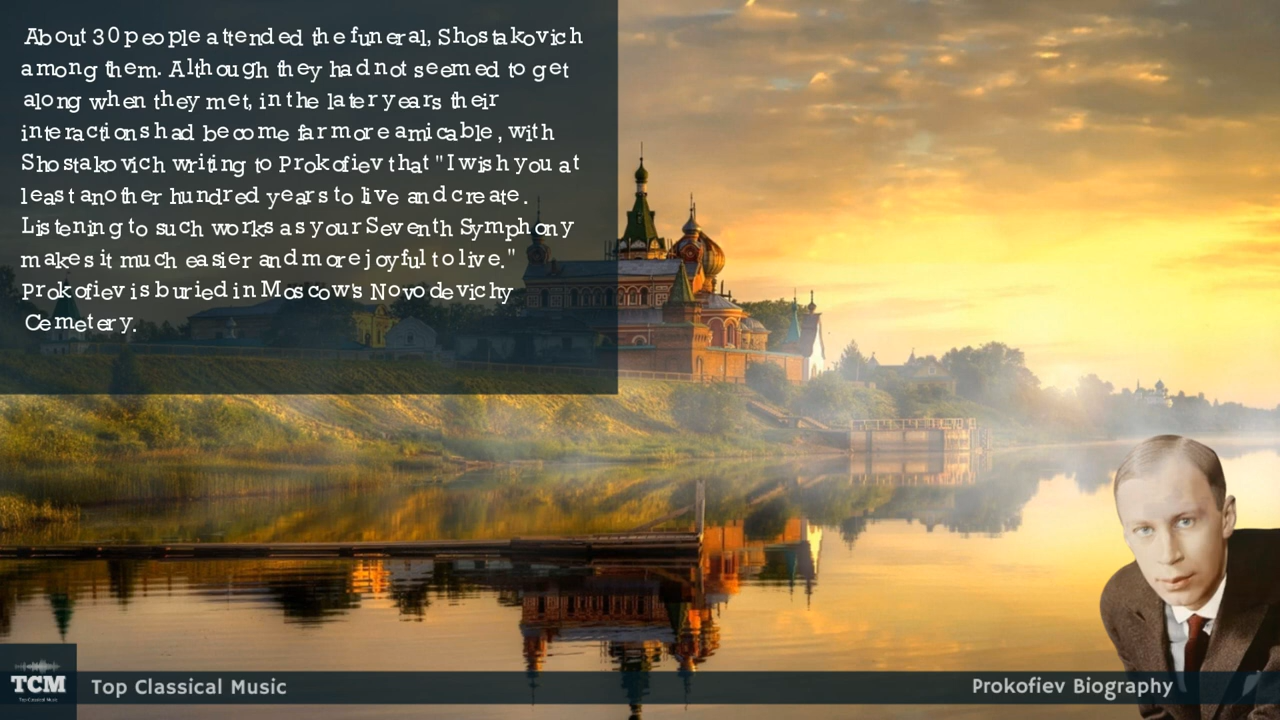 About 30 people attended the funeral, Shostakovich
among them. Although they had not seemed to get
along when they met, in the later years their
interactions had become far more amicable, with
Shostakovich writing to Prokofiev that "I wish you at
least another hundred years to live and create.
Listening to such works as your Seventh Symphony
makes it much easier and more joyful to live."
Prokofiev is buried in Moscow's Novodevichy
Cemetery.
TCM
Top Classical Music
Top Classical Music
Prokofiev Biography